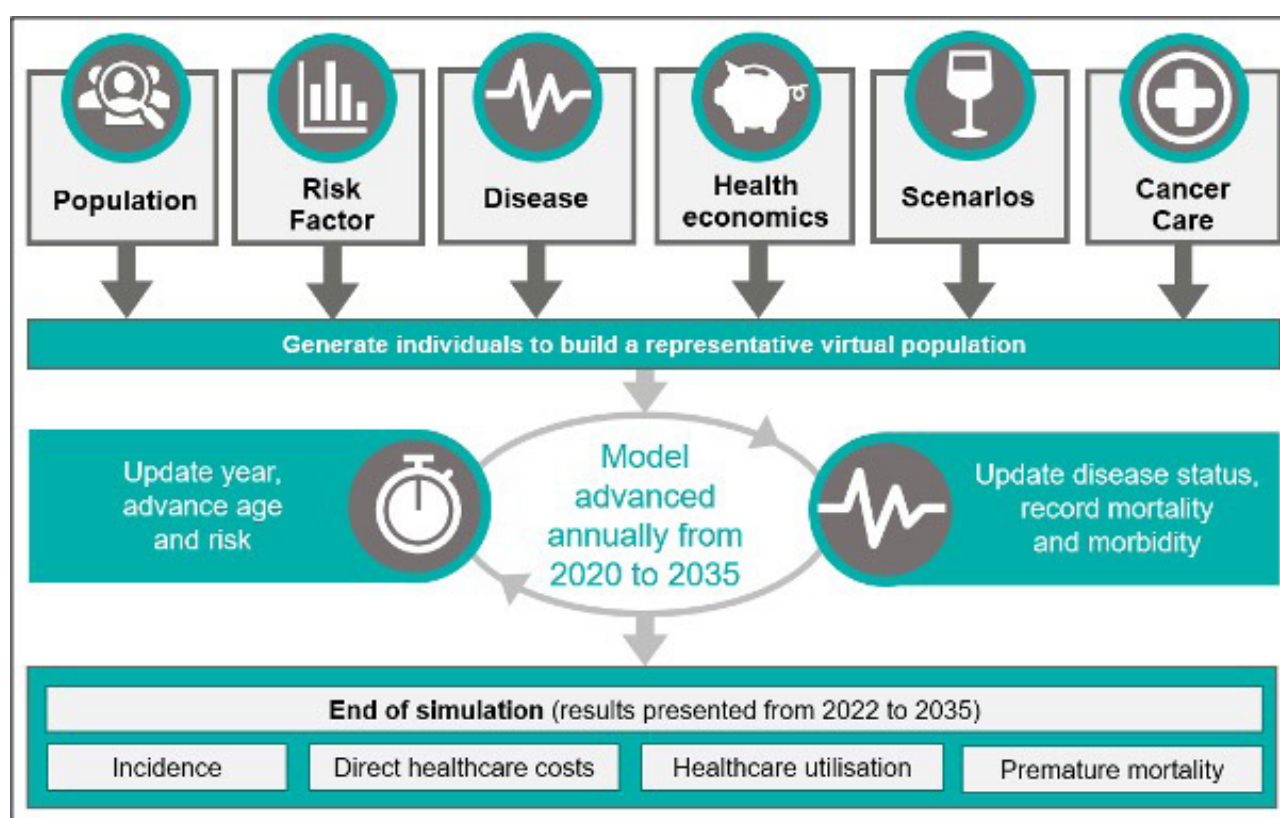 Population
Risk
Factor
Disease
Health
economics
Scenarios
Cancer
Care
Generate individuals to build a representative virtual population
Update year,
advance age
and risk
Model
advanced
annually from
2020 to 2035
Update disease status,
record mortality
and morbidity
End of simulation (results presented from 2022 to 2035)
Incidence
Direct healthcare costs
Healthcare utilisation
Premature mortality